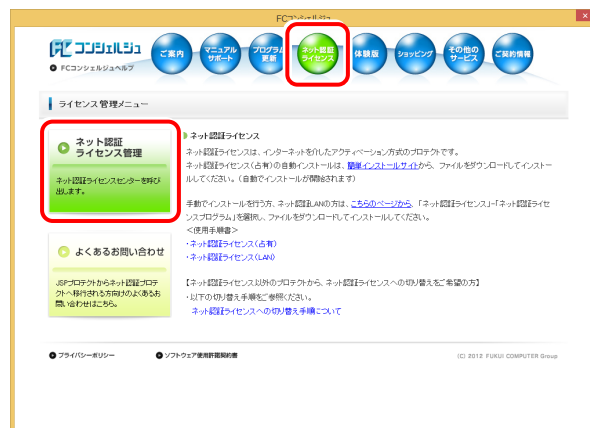 FCコンシェルジュ
FCコンシェルジュ
FCコンシェルジュヘルプ
ご案内
マニュアル
サポート
プログラム
更新
ネット認証
ライセンス
体験版
ショッピング
その他の
サービス
ご契約情報
ライセンス管理メニュー
ネット認証
ライセンス管理
ネット認証ライセンスセンターを呼び
出します。
よくあるお問い合わせ
JSPプロテクトからネット認証プロテ
クトへ移行される方向けのよくあるお
問い合わせはこちら。
ネット認証ライセンス
ネット認証ライセンスは、インターネットを介したアクティベーション方式のプロテクトです。
ネット認証ライセンス(占有)の自動インストールは、簡単インストールサイトから、ファイルをダウンロードしてインストー
ルしてください。(自動でインストールが開始されます)
手動でインストールを行う方、ネット認証LANの方は、こちらのページから、「ネット認証ライセンス」-「ネット認証ライセ
ンスプログラム」を選択し、ファイルをダウンロードしてインストールしてください。
＜使用手順書＞
・ネット認証ライセンス(占有)
・ネット認証ライセンス(LAN)
【ネット認証ライセンス以外のプロテクトから、ネット認証ライセンスへの切り替えをご希望の方】
・以下の切り替え手順をご参照ください。
ネット認証ライセンスへの切り替え手順について
プライバシーポリシー
ソフトウェア使用許諾契約書
(C) 2012 FUKUI COMPUTER Group